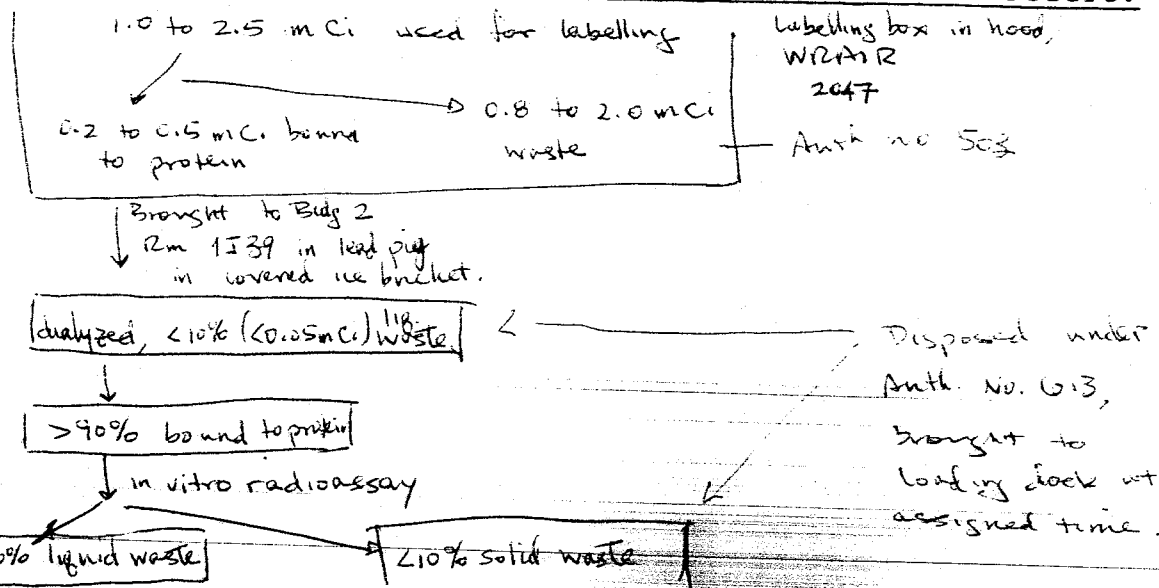 1.0 to 2.5 mCi used for labelling
Labelling box in hood,
WRAIR
2047
0.2 to 0.5 mCi bound
to protein
0.8 to 2.0 mCi
waste
Auth no 503
Brought to Bldg 2
Rm 1J39 in lead pig
in covered ice bucket.
dialyzed, <10% (<0.05mCi) liq. waste
Disposed under
Auth. No. 613,
brought to
loading dock at
assigned time.
>90% bound to protein
in vitro radioassay
0% liquid waste
<10% solid waste